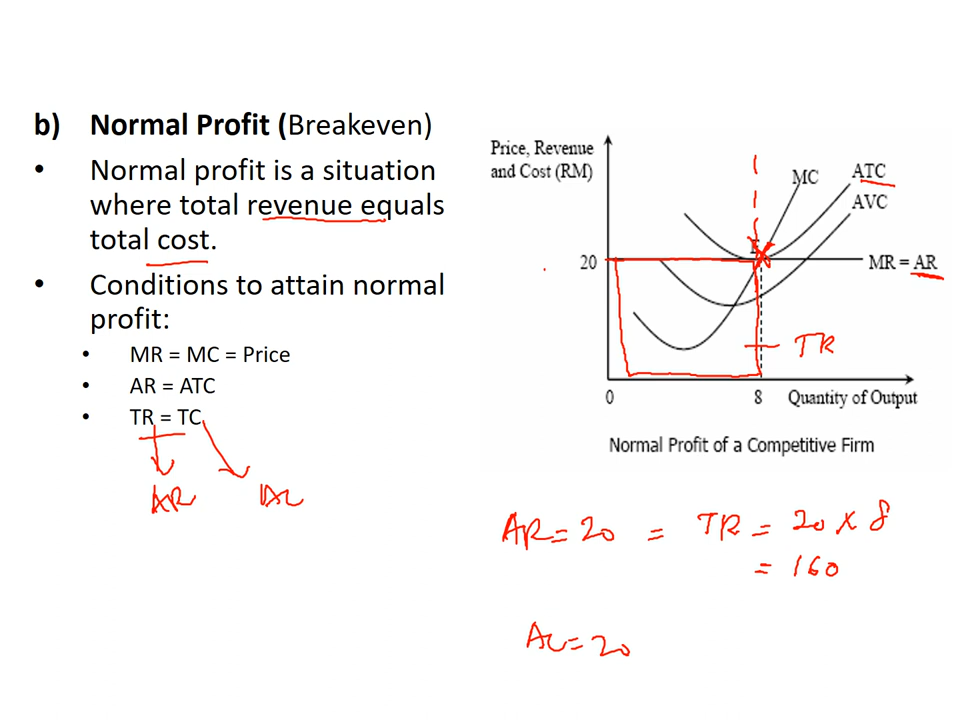 b) Normal Profit (Breakeven)
• Normal profit is a situation
where total revenue equals
total cost.
• Conditions to attain normal
profit:
• MR = MC = Price
• AR = ATC
• TR = TC
AR AC
Price, Revenue
and Cost (RM)
MC
ATC
AVC
20
MR = AR
TR
0 8 Quantity of Output
Normal Profit of a Competitive Firm
AR = 20 = TR = 20 x 8
= 160
AC = 20